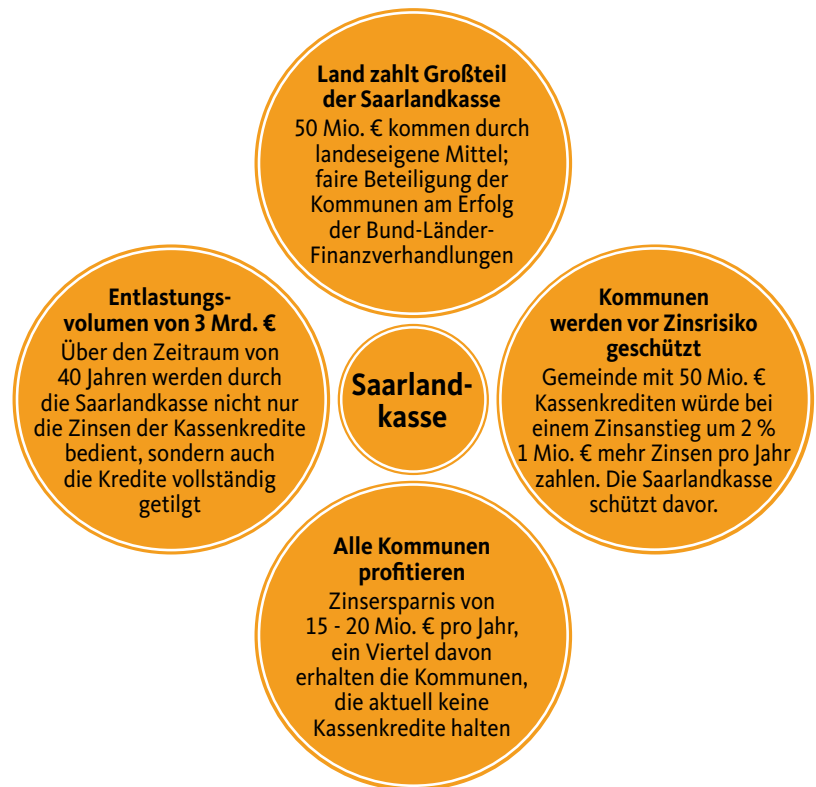 Land zahlt Großteil
der Saarlandkasse
50 Mio. € kommen durch
landeseigene Mittel;
faire Beteiligung der
Kommunen am Erfolg
der Bund-Länder-
Finanzverhandlungen
Entlastungs-
volumen von 3 Mrd. €
Über den Zeitraum von
40 Jahren werden durch
die Saarlandkasse nicht nur
die Zinsen der Kassenkredite
bedient, sondern auch
die Kredite vollständig
getilgt
Saarland-
kasse
Kommunen
werden vor Zinsrisiko
geschützt
Gemeinde mit 50 Mio. €
Kassenkrediten würde bei
einem Zinsanstieg um 2 %
1 Mio. € mehr Zinsen pro Jahr
zahlen. Die Saarlandkasse
schützt davor.
Alle Kommunen
profitieren
Zinsersparnis von
15 - 20 Mio. € pro Jahr,
ein Viertel davon
erhalten die Kommunen,
die aktuell keine
Kassenkredite halten